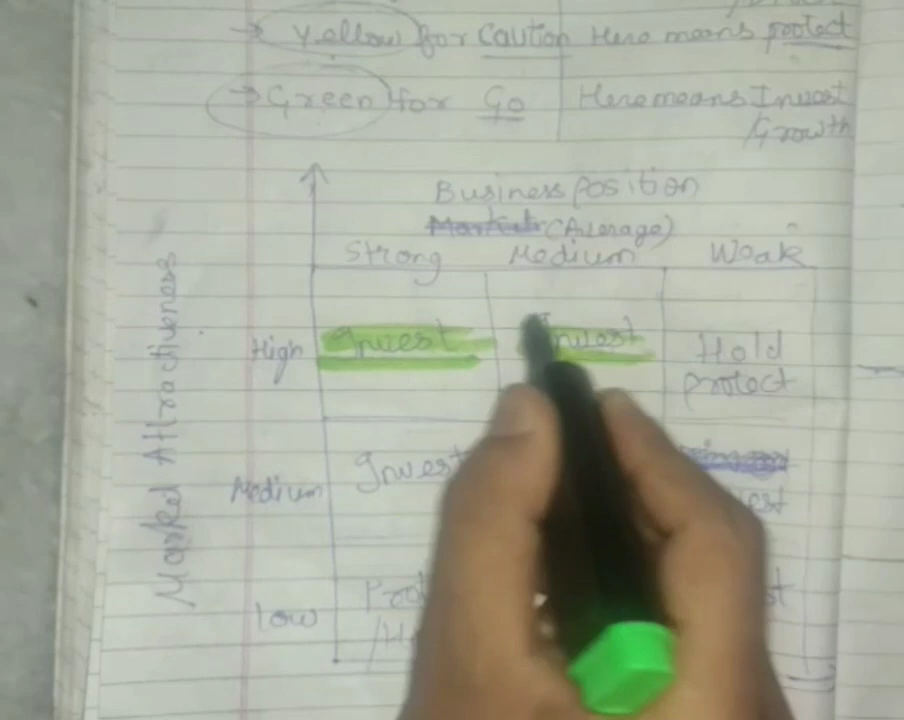 → Yellow for Caution Here means protect
→ Green for Go Here means Invest
/Growth
Business position
(Average)
Strong Medium Weak
Marked Attractiveness
High Invest Invest Hold
protect
Medium Invest
Low